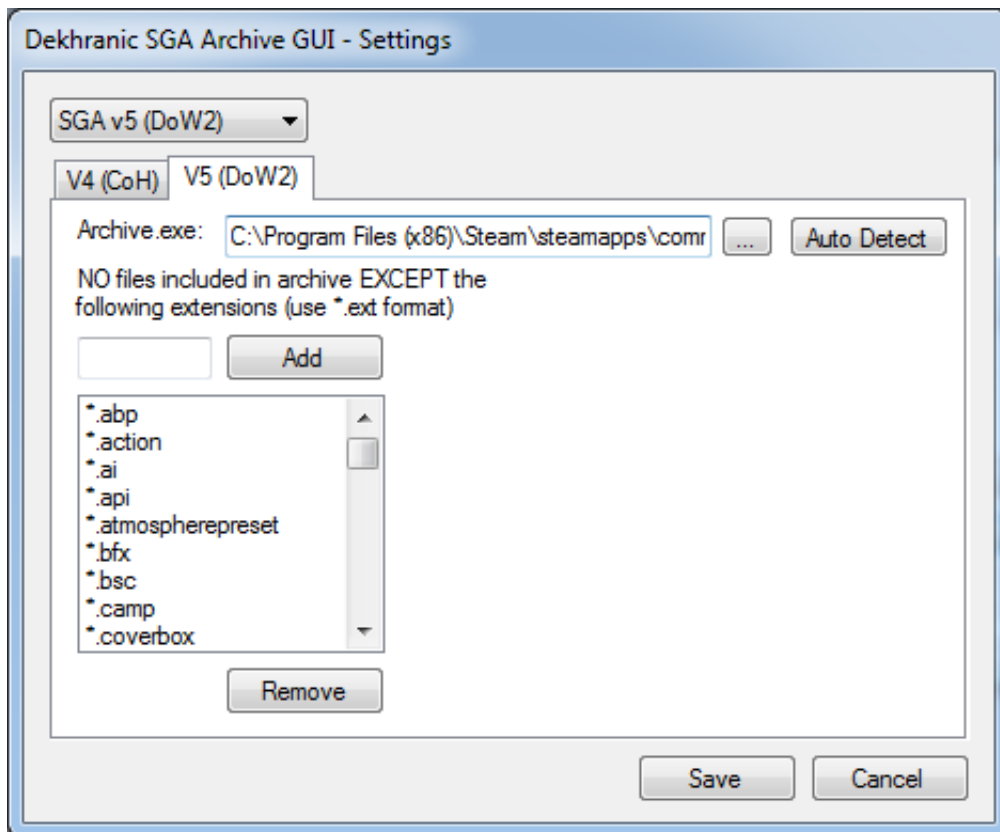 Dekhranic SGA Archive GUI - Settings
SGA v5 (DoW2)
V4 (CoH) V5 (DoW2)
Archive.exe: C:\Program Files (x86)\Steam\steamapps\comr ... Auto Detect
NO files included in archive EXCEPT the
following extensions (use *.ext format)
Add
*.abp
*.action
*.ai
*.api
*.atmospherepreset
*.bfx
*.bsc
*.camp
*.coverbox
Remove
Save Cancel